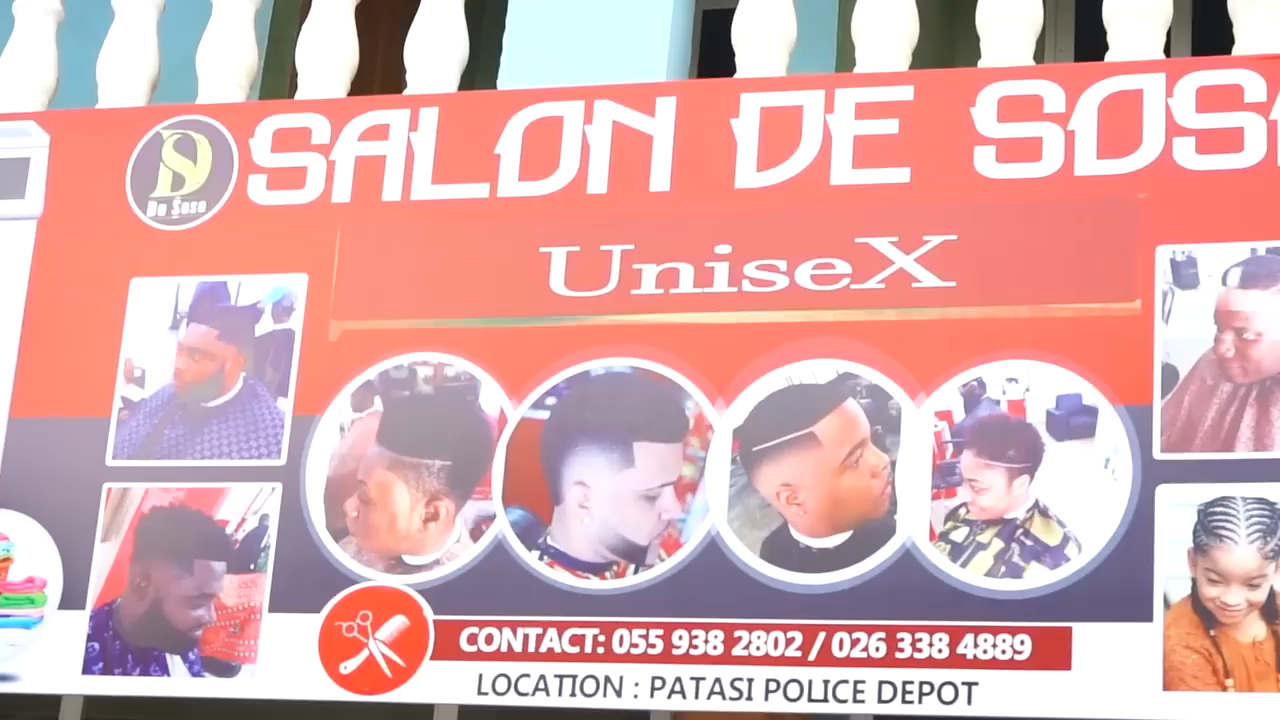 SALON DE SOS
Da Sosa
UniseX
CONTACT: 055 938 2802 / 026 338 4889
LOCATION : PATASI POLICE DEPOT